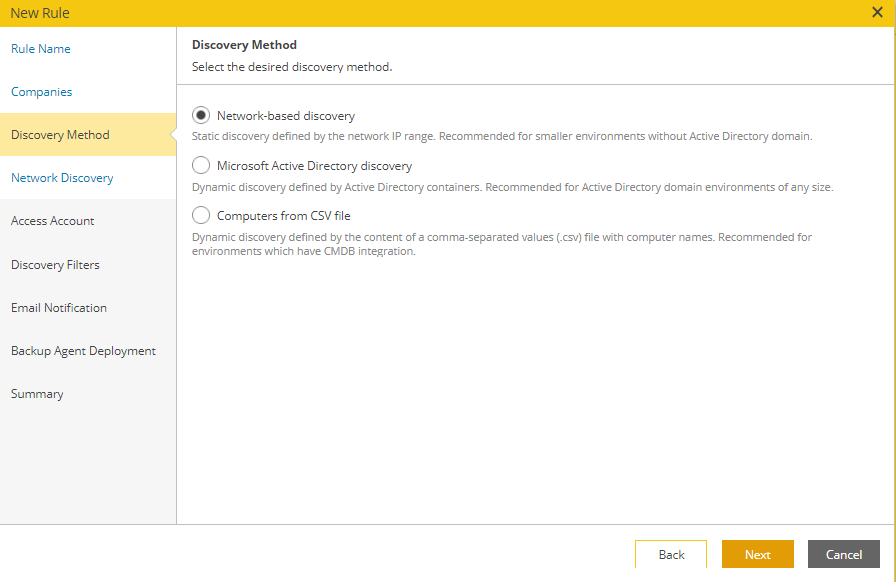 New Rule
Rule Name
Companies
Discovery Method
Network Discovery
Access Account
Discovery Filters
Email Notification
Backup Agent Deployment
Summary
Discovery Method
Select the desired discovery method.
Network-based discovery
Static discovery defined by the network IP range. Recommended for smaller environments without Active Directory domain.
Microsoft Active Directory discovery
Dynamic discovery defined by Active Directory containers. Recommended for Active Directory domain environments of any size.
Computers from CSV file
Dynamic discovery defined by the content of a comma-separated values (.csv) file with computer names. Recommended for
environments which have CMDB integration.
Back
Next
Cancel